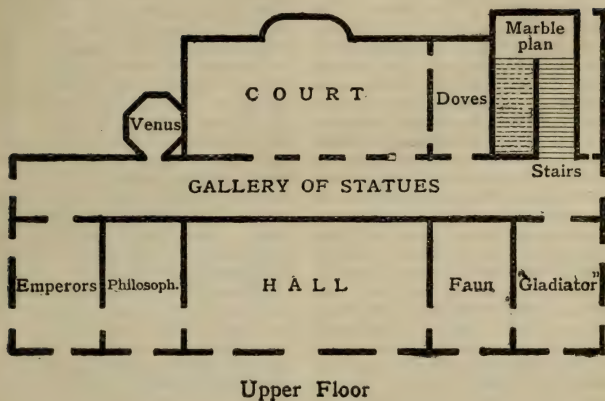 Marble
plan
COURT
Doves
Venus
Stairs
GALLERY OF STATUES
Emperors
Philosoph.
HALL
Faun
"Gladiator"
Upper Floor